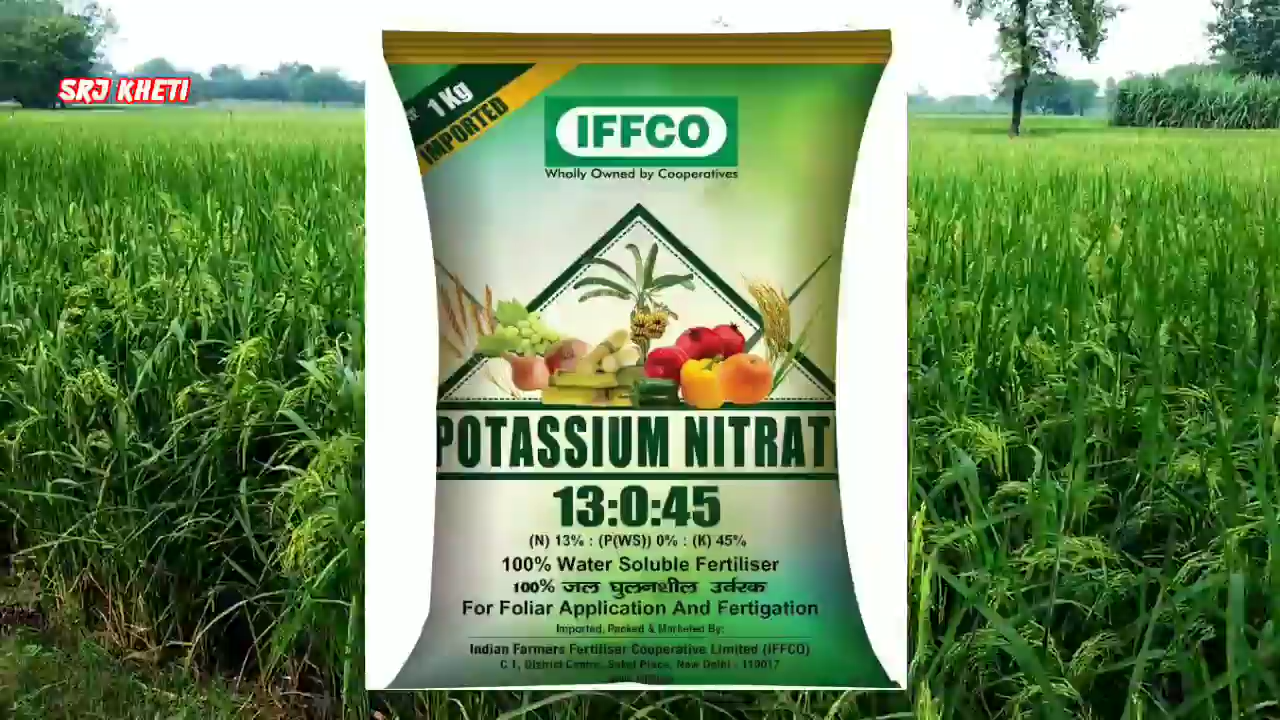 SRJ KHETI
1 Kg
IMPORTED
IFFCO
Wholly Owned by Cooperatives
POTASSIUM NITRAT
13:0:45
(N) 13% : (P(WS)) 0% : (K) 45%
100% Water Soluble Fertiliser
100% जल घुलनशील उर्वरक
For Foliar Application And Fertigation
Imported, Packed & Marketed By:
Indian Farmers Fertiliser Cooperative Limited (IFFCO)
C 1, District Centre, Saket Place, New Delhi - 110017